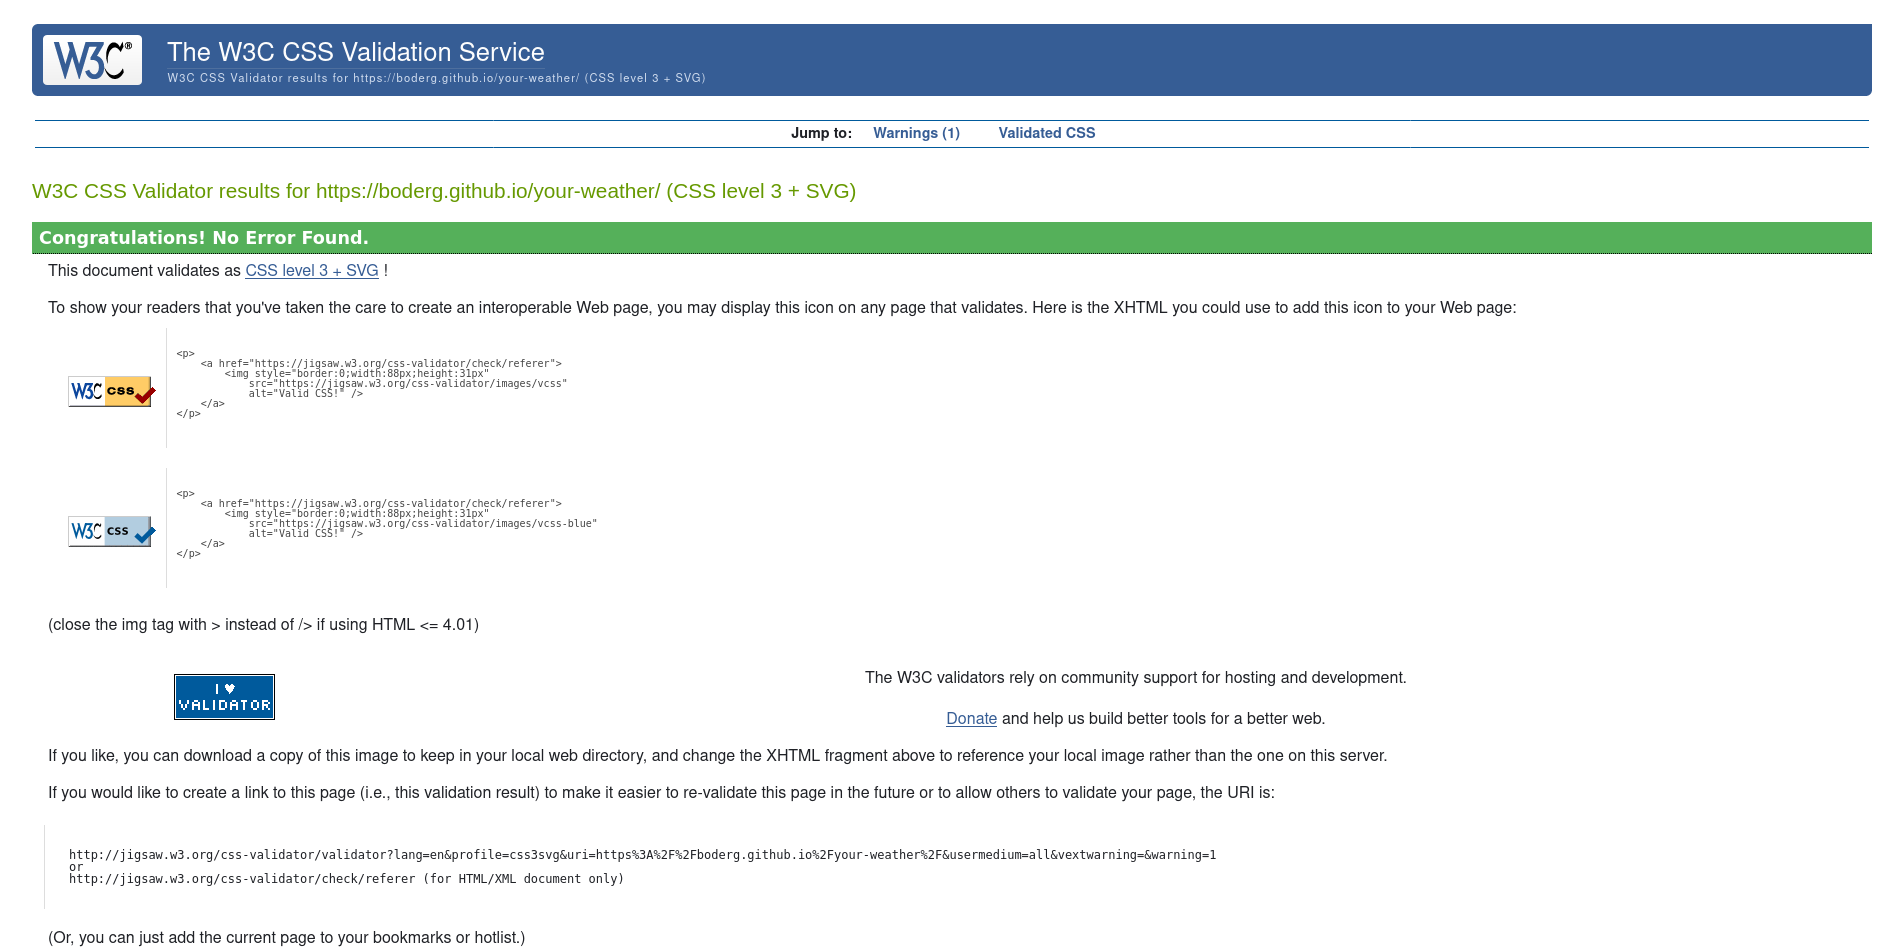 W3C®
The W3C CSS Validation Service
W3C CSS Validator results for https://boderg.github.io/your-weather/ (CSS level 3 + SVG)
Jump to: Warnings (1) Validated CSS
W3C CSS Validator results for https://boderg.github.io/your-weather/ (CSS level 3 + SVG)
Congratulations! No Error Found.
This document validates as CSS level 3 + SVG !
To show your readers that you've taken the care to create an interoperable Web page, you may display this icon on any page that validates. Here is the XHTML you could use to add this icon to your Web page:
W3C css
<p>
    <a href="https://jigsaw.w3.org/css-validator/check/referer">
        <img style="border:0;width:88px;height:31px"
            src="https://jigsaw.w3.org/css-validator/images/vcss"
            alt="Valid CSS!" />
    </a>
</p>
W3C css
<p>
    <a href="https://jigsaw.w3.org/css-validator/check/referer">
        <img style="border:0;width:88px;height:31px"
            src="https://jigsaw.w3.org/css-validator/images/vcss-blue"
            alt="Valid CSS!" />
    </a>
</p>
(close the img tag with > instead of /> if using HTML <= 4.01)
I ♥
VALIDATOR
The W3C validators rely on community support for hosting and development.
Donate and help us build better tools for a better web.
If you like, you can download a copy of this image to keep in your local web directory, and change the XHTML fragment above to reference your local image rather than the one on this server.
If you would like to create a link to this page (i.e., this validation result) to make it easier to re-validate this page in the future or to allow others to validate your page, the URI is:
http://jigsaw.w3.org/css-validator/validator?lang=en&profile=css3svg&uri=https%3A%2F%2Fboderg.github.io%2Fyour-weather%2F&usermedium=all&vextwarning=&warning=1
or
http://jigsaw.w3.org/css-validator/check/referer (for HTML/XML document only)
(Or, you can just add the current page to your bookmarks or hotlist.)